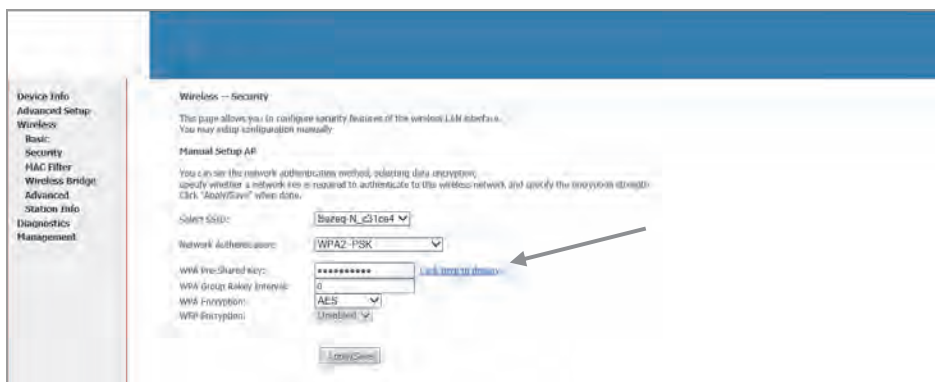 Device Info
Advanced Setup
Wireless
Basic
Security
MAC Filter
Wireless Bridge
Advanced
Station Info
Diagnostics
Management
Wireless -- Security
This page allows you to configure security features of the wireless LAN interface.
You may setup configuration manually
Manual Setup AP
You can set the network authentication method, selecting data encryption,
specify whether a network key is required to authenticate to this wireless network and specify the encryption strength
Click "Apply/Save" when done.
Select SSID: Bezeq-N_c31ce4
Network Authentication: WPA2-PSK
WPA Pre-Shared Key: •••••••••• Click here to display
WPA Group Rekey Interval: 0
WPA Encryption: AES
WEP Encryption: Disabled
Apply/Save